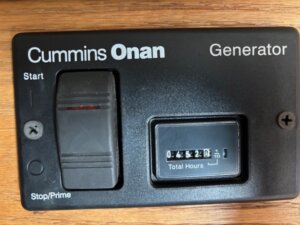 Cummins Onan
Generator
Start
Total Hours
Stop/Prime